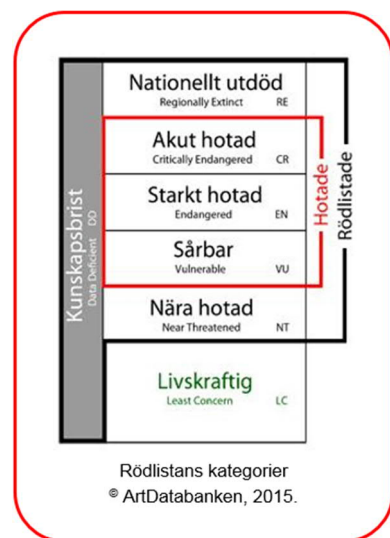 Kunskapsbrist
Data Deficient DD
Nationellt utdöd
Regionally Extinct RE
Akut hotad
Critically Endangered CR
Starkt hotad
Endangered EN
Sårbar
Vulnerable VU
Nära hotad
Near Threatened NT
Livskraftig
Least Concern LC
Hotade
Rödlistade
Rödlistans kategorier
© ArtDatabanken, 2015.